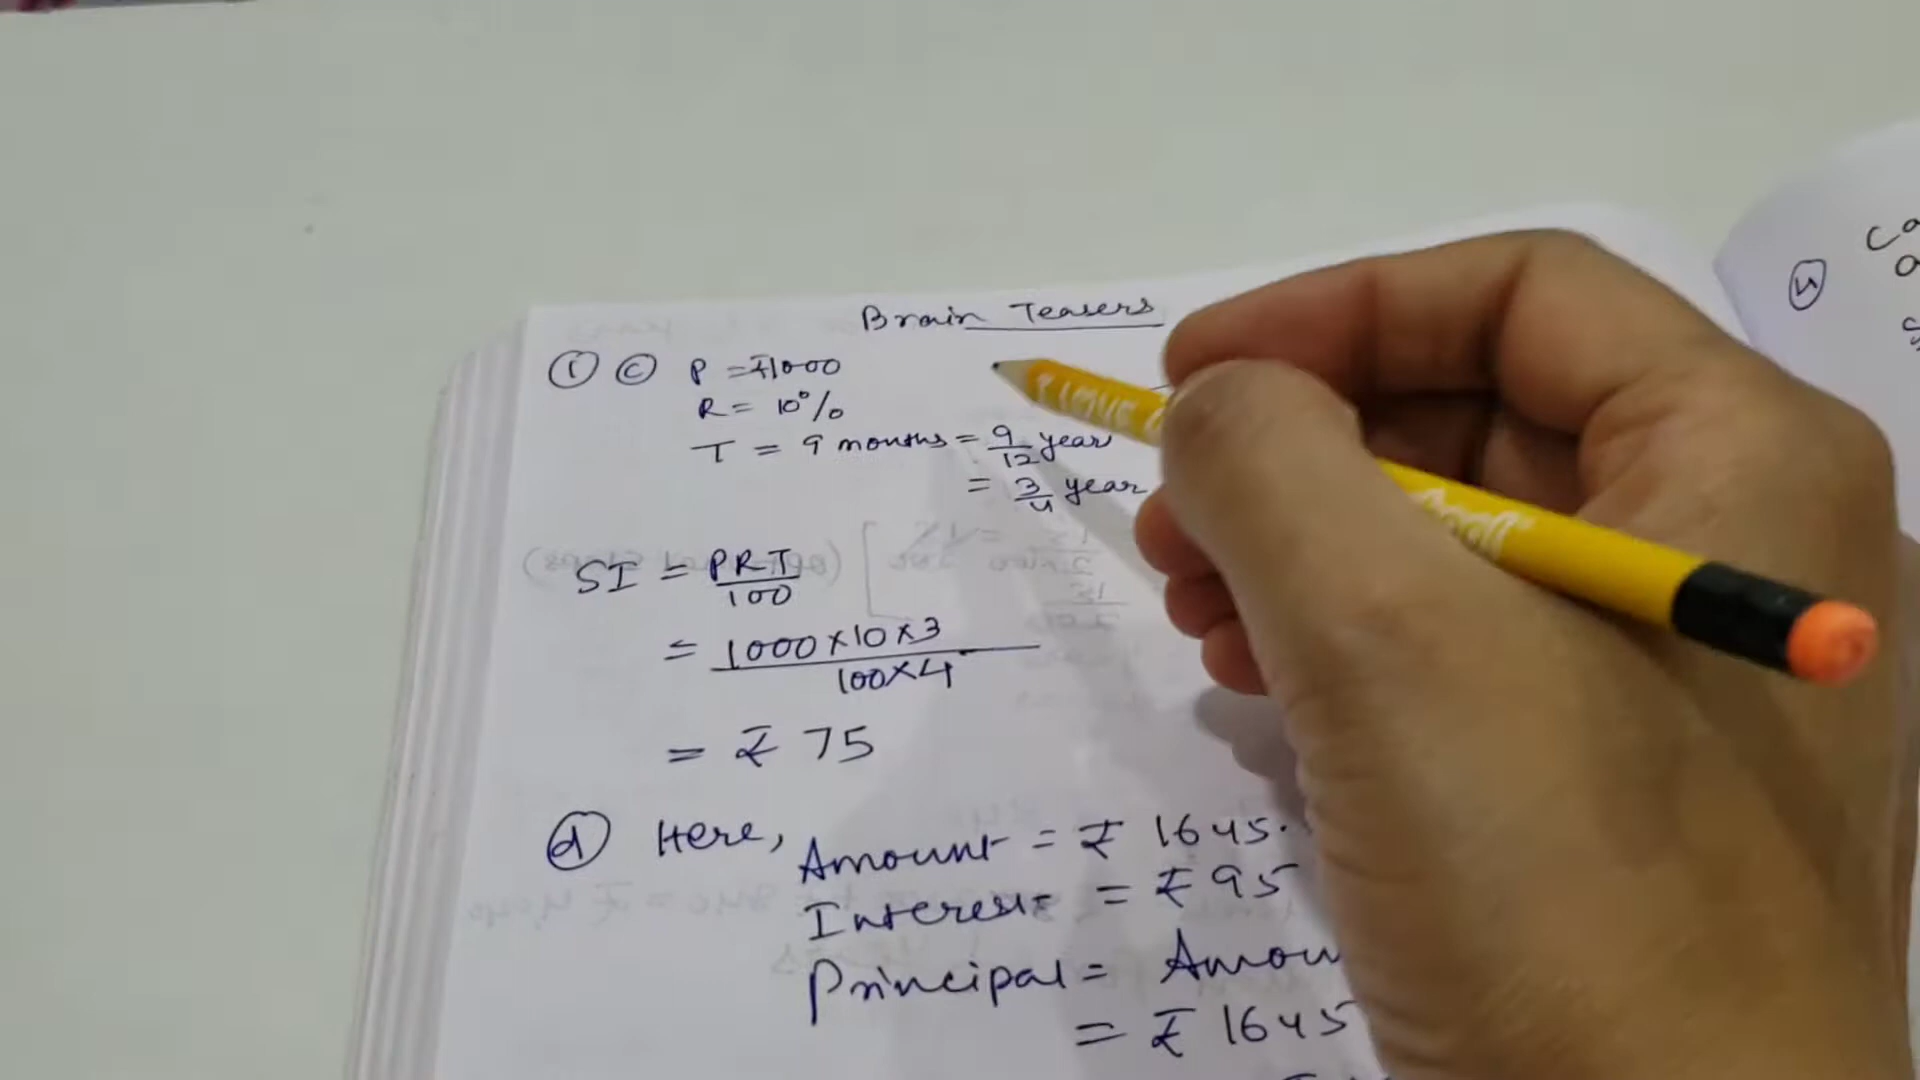 Brain Teasers
① ⓒ P = ₹1000
R = 10%
T = 9 months = 9/12 year
= 3/4 year
SI = PRT/100
= 1000×10×3/100×4
= ₹ 75
ⓓ Here, Amount = ₹ 1645.
Interest = ₹ 95
Principal = Amou
= ₹ 1645